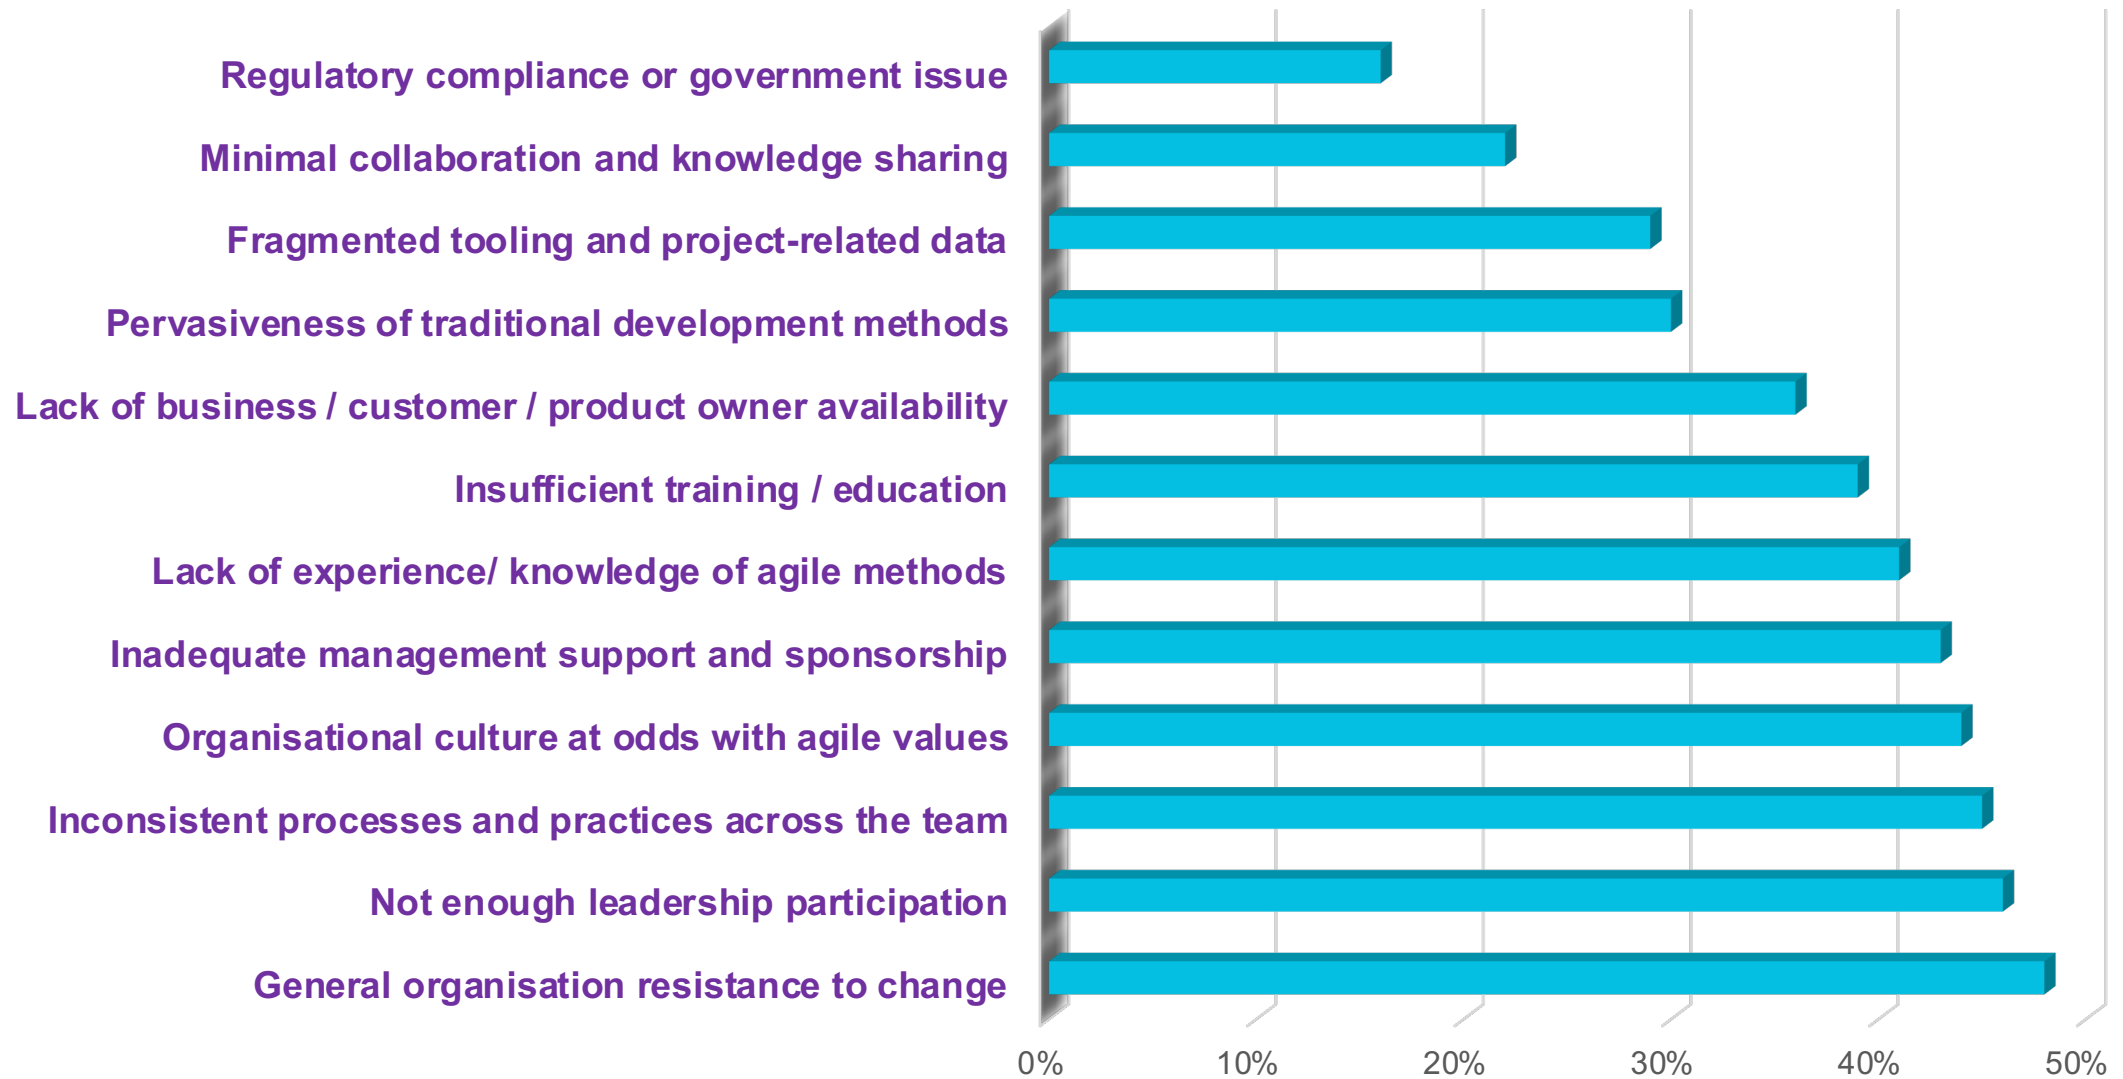 Regulatory compliance or government issue
Minimal collaboration and knowledge sharing
Fragmented tooling and project-related data
Pervasiveness of traditional development methods
Lack of business / customer / product owner availability
Insufficient training / education
Lack of experience/ knowledge of agile methods
Inadequate management support and sponsorship
Organisational culture at odds with agile values
Inconsistent processes and practices across the team
Not enough leadership participation
General organisation resistance to change
0% 10% 20% 30% 40% 50%